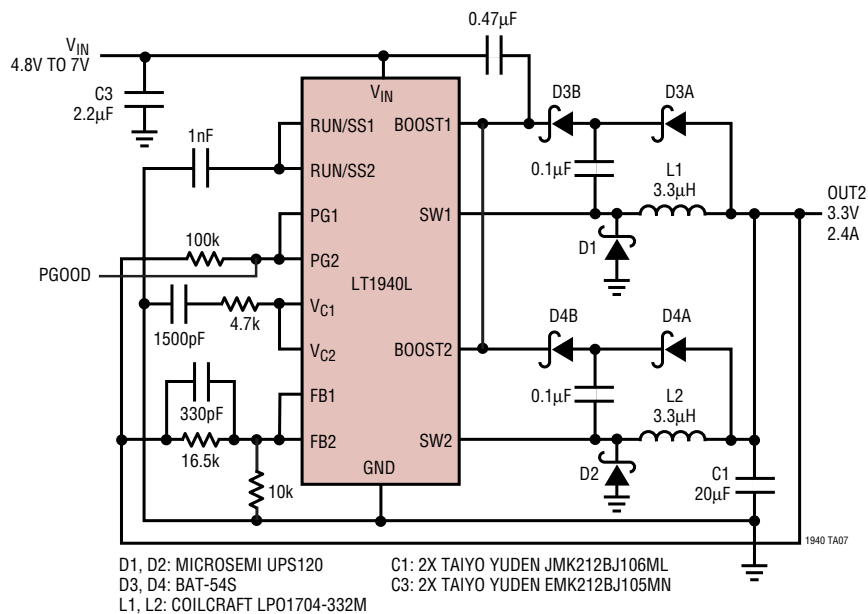 0.47µF
VIN
4.8V TO 7V
C3
2.2µF
VIN
D3B
D3A
RUN/SS1
BOOST1
1nF
RUN/SS2
0.1µF
L1
3.3µH
OUT2
3.3V
2.4A
PG1
SW1
100k
D1
PGOOD
PG2
LT1940L
VC1
4.7k
1500pF
D4B
D4A
VC2
BOOST2
330pF
FB1
0.1µF
L2
3.3µH
16.5k
FB2
SW2
GND
D2
C1
20µF
10k
1940 TA07
D1, D2: MICROSEMI UPS120
D3, D4: BAT-54S
L1, L2: COILCRAFT LPO1704-332M
C1: 2X TAIYO YUDEN JMK212BJ106ML
C3: 2X TAIYO YUDEN EMK212BJ105MN